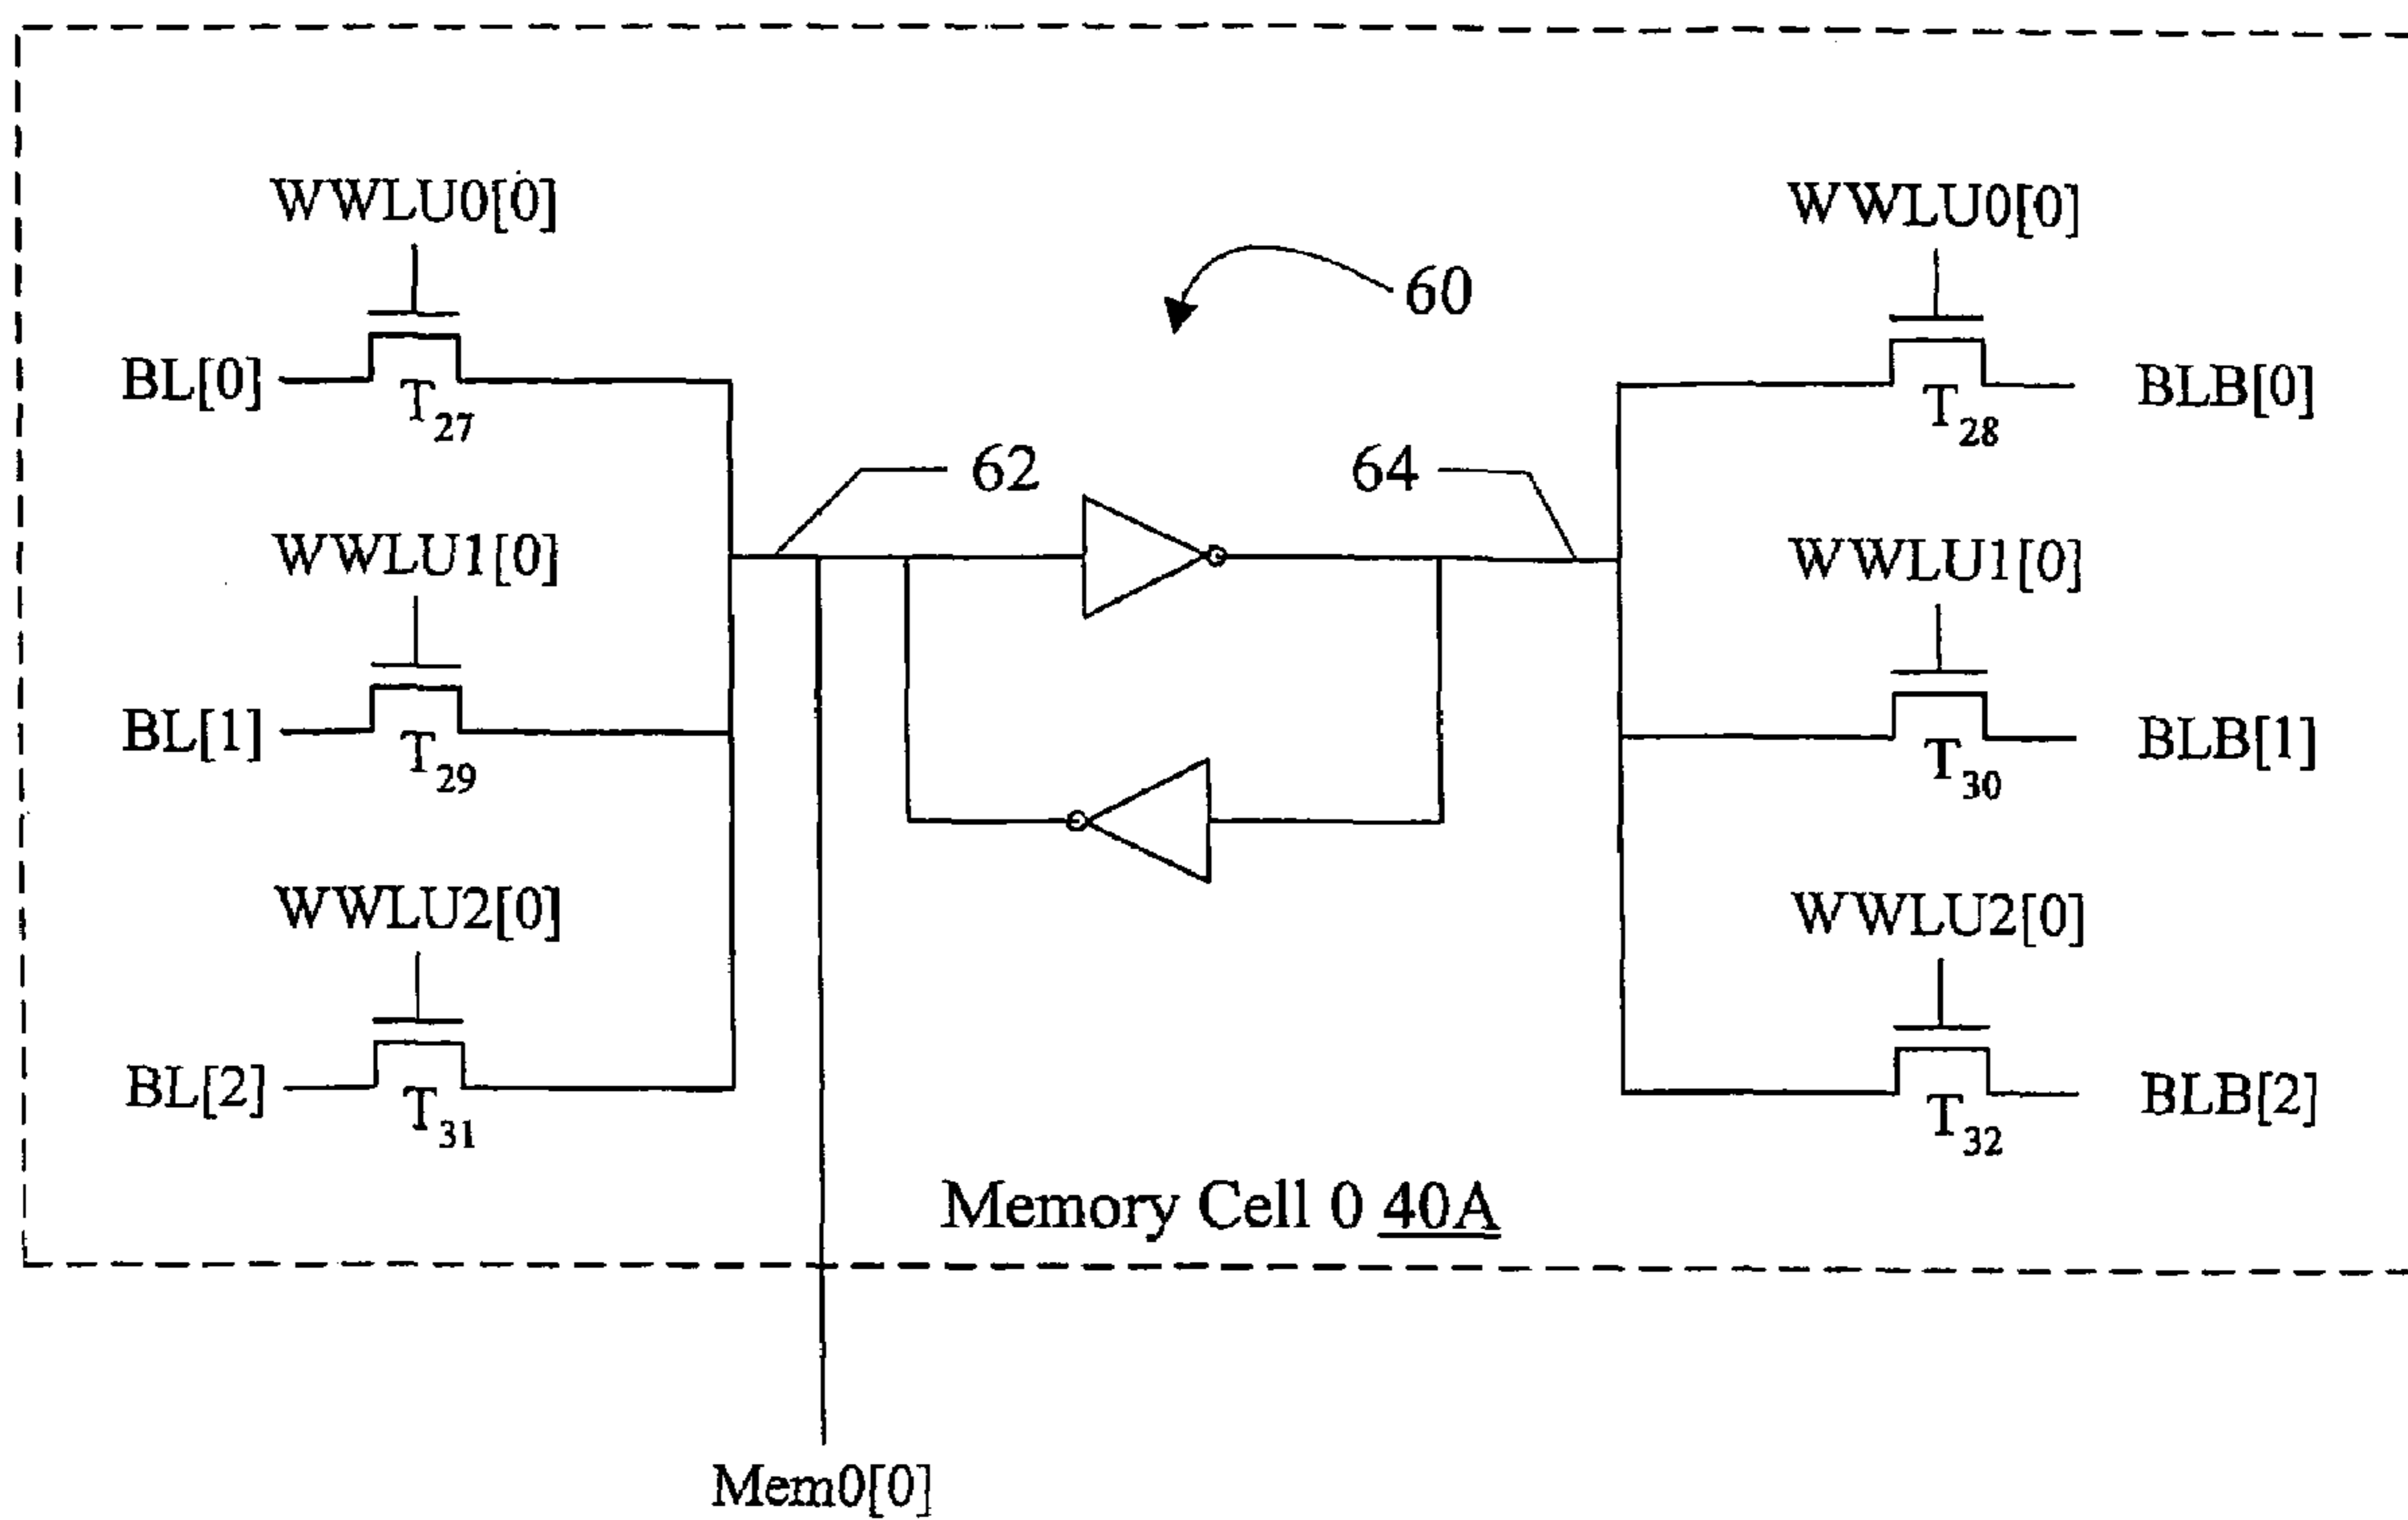 WWLU0[0]
WWLU0[0]
60
BL[0]
T27
T28
BLB[0]
62
64
WWLU1[0]
WWLU1[0]
BL[1]
T29
T30
BLB[1]
WWLU2[0]
WWLU2[0]
BL[2]
T31
T32
BLB[2]
Memory Cell 0 40A
Mem0[0]